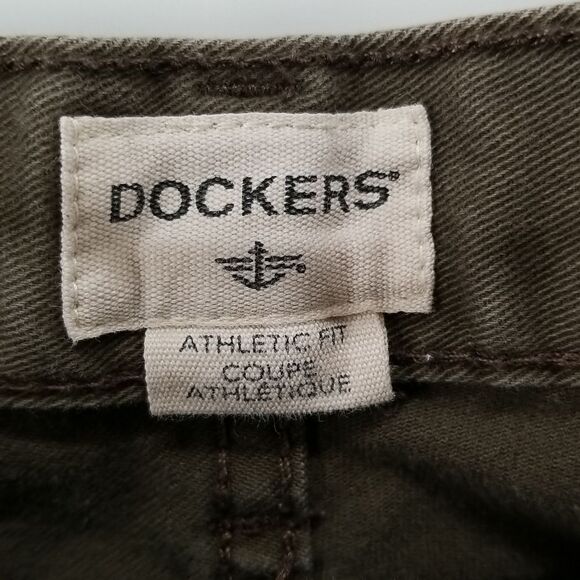 DOCKERS®
ATHLETIC FIT
COUPE
ATHLÉTIQUE